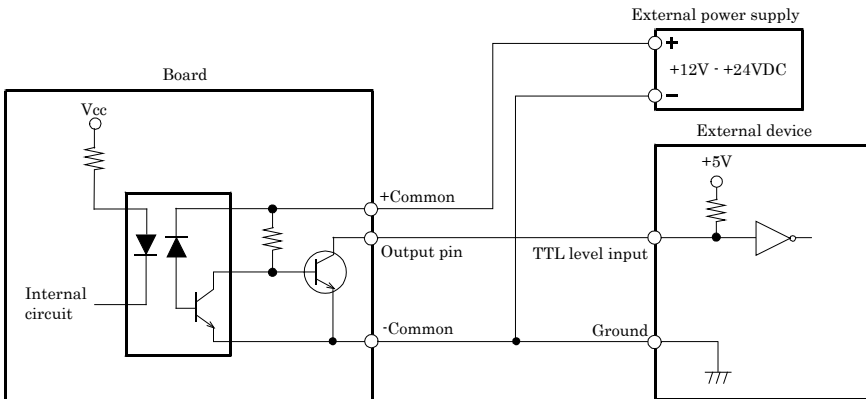 External power supply
+
+12V - +24VDC
-
Board
Vcc
External device
+5V
+Common
Output pin
TTL level input
Internal
circuit
-Common
Ground